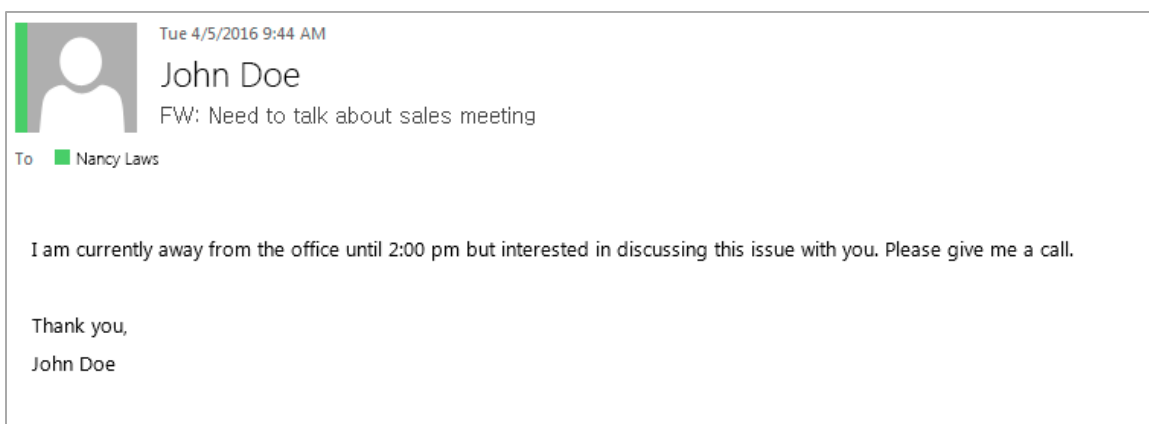 Tue 4/5/2016 9:44 AM
John Doe
FW: Need to talk about sales meeting
To Nancy Laws
I am currently away from the office until 2:00 pm but interested in discussing this issue with you. Please give me a call.
Thank you,
John Doe